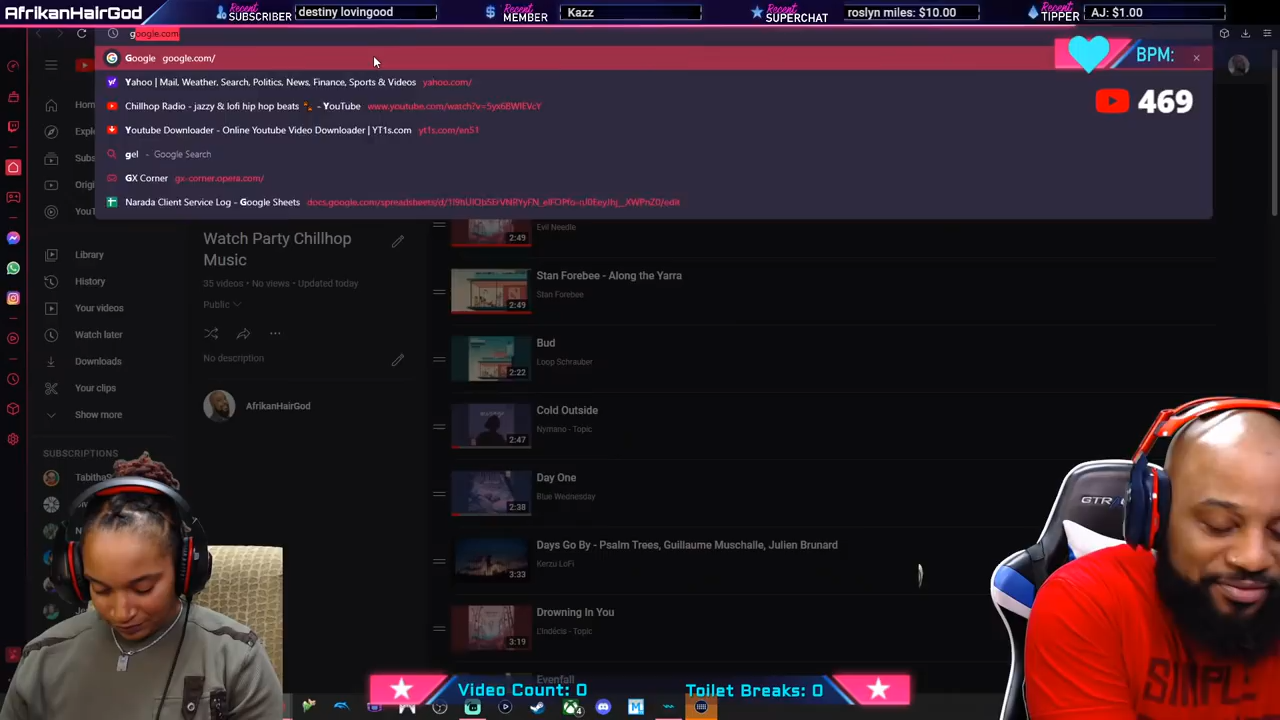 AfrikanHairGod
Recent SUBSCRIBER
destiny lovingood
Recent MEMBER
Kazz
Recent SUPERCHAT
roslyn miles: $10.00
Recent TIPPER
AJ: $1.00
google.com
Google google.com/
BPM:
Yahoo | Mail, Weather, Search, Politics, News, Finance, Sports & Videos yahoo.com/
Chillhop Radio - jazzy & lofi hip hop beats - YouTube
469
Youtube Downloader - Online Youtube Video Downloader | YT1s.com yt1s.com/en51
gel - Google Search
GX Corner gx-corner.opera.com/
Narada Client Service Log - Google Sheets
Home
Library
History
Your videos
Watch later
Downloads
Your clips
Show more
SUBSCRIPTIONS
Watch Party Chillhop
Music
35 videos • No views • Updated today
Public
No description
AfrikanHairGod
Evil Needle
2:49
Stan Forebee - Along the Yarra
Stan Forebee
2:49
Bud
Loop Schrauber
2:22
Cold Outside
Nymano - Topic
2:47
Day One
Blue Wednesday
2:38
Days Go By - Psalm Trees, Guillaume Muschalle, Julien Brunard
Kerzu LoFi
3:33
Drowning In You
L'indécis - Topic
3:19
Evenfall
GTR
Video Count: 0
Toilet Breaks: 0